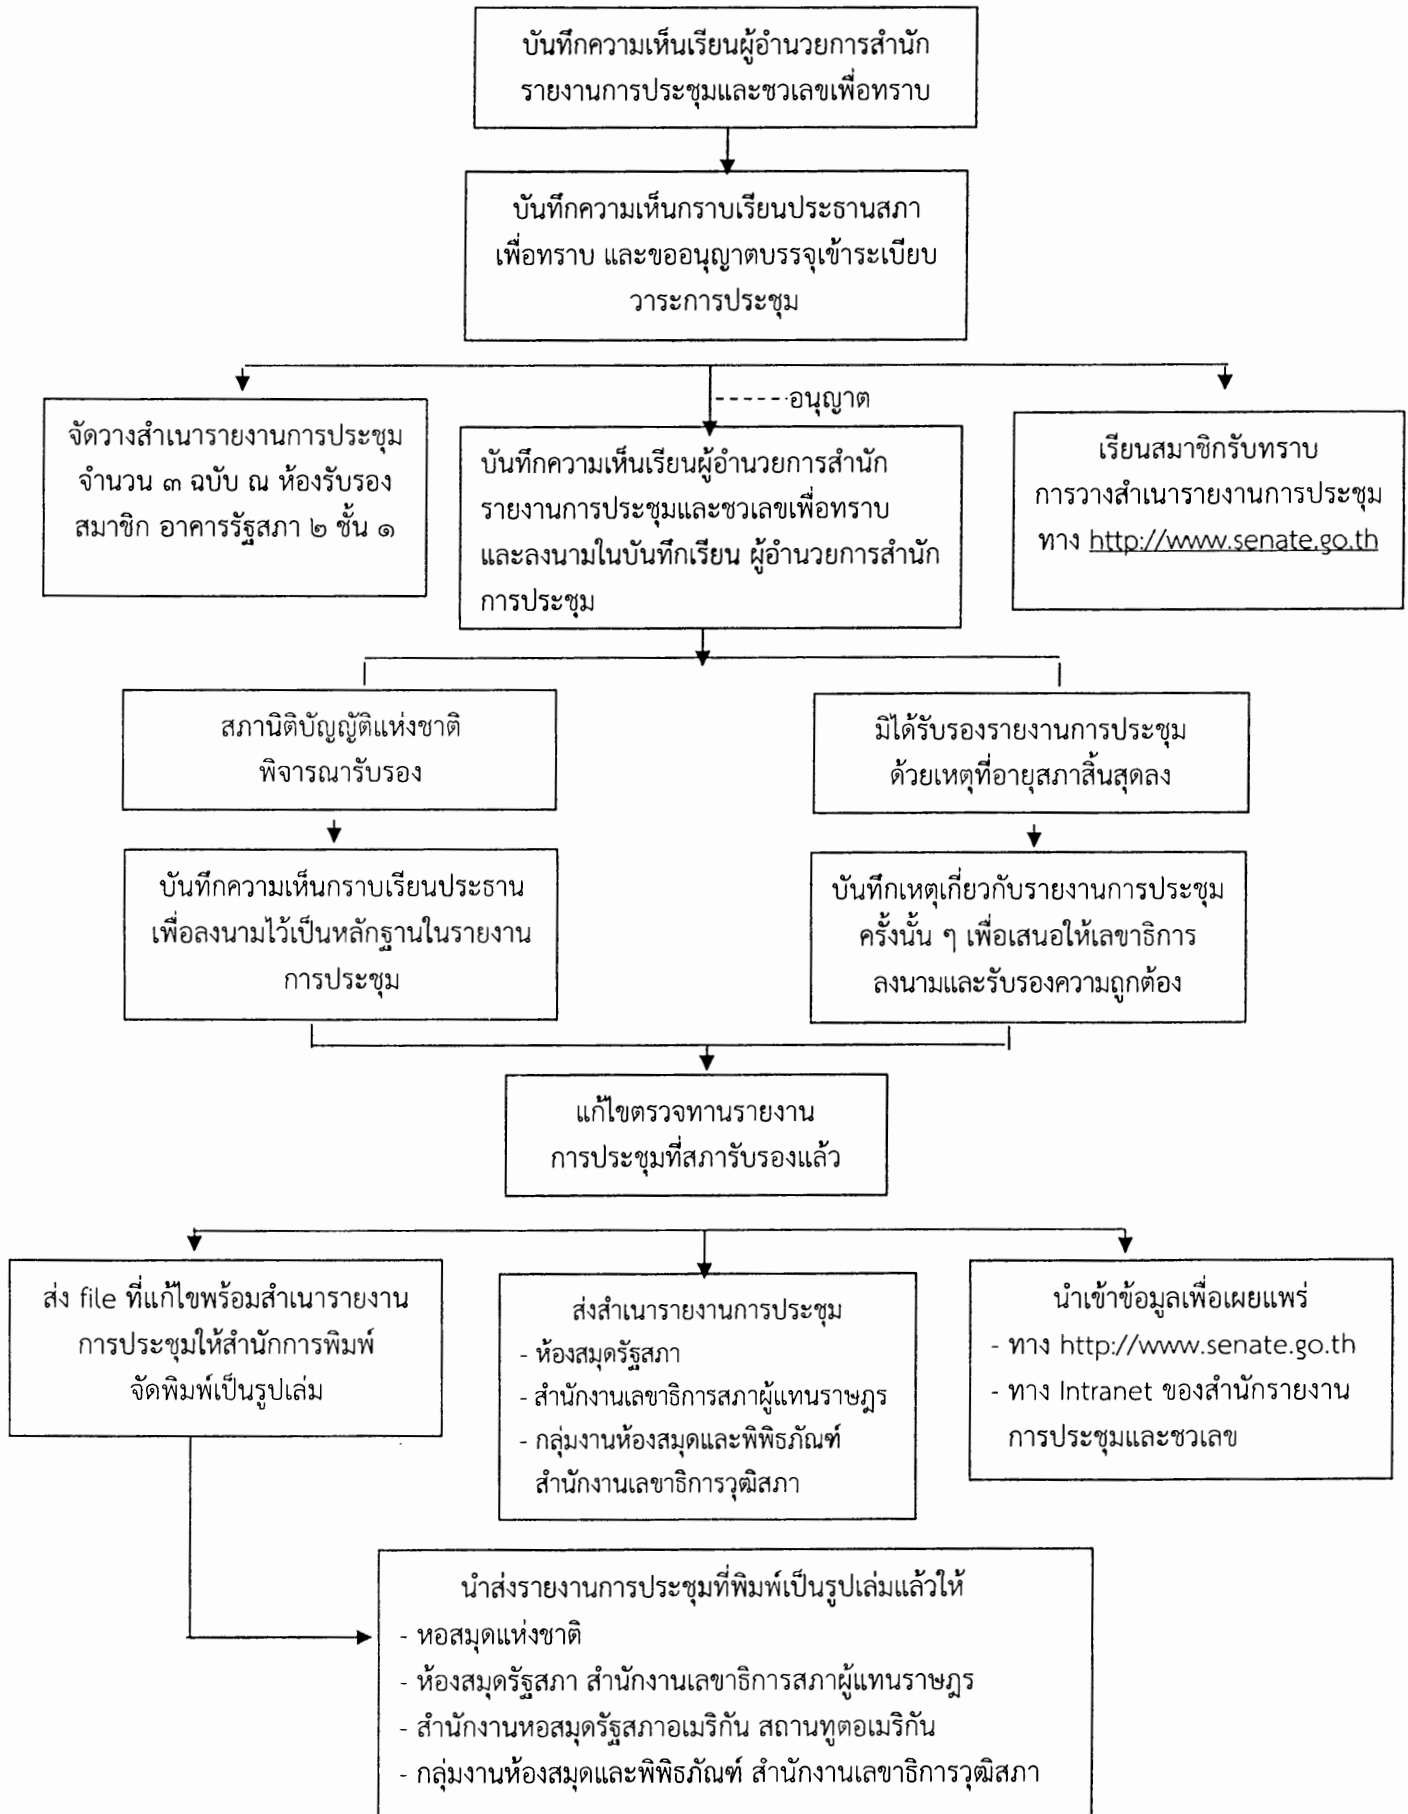 บันทึกความเห็นเรียนผู้อำนวยการสำนัก
รายงานการประชุมและชวเลขเพื่อทราบ
บันทึกความเห็นกราบเรียนประธานสภา
เพื่อทราบ และขออนุญาตบรรจุเข้าระเบียบ
วาระการประชุม
อนุญาต
จัดวางสำเนารายงานการประชุม
จำนวน ๓ ฉบับ ณ ห้องรับรอง
สมาชิก อาคารรัฐสภา ๒ ชั้น ๑
บันทึกความเห็นเรียนผู้อำนวยการสำนัก
รายงานการประชุมและชวเลขเพื่อทราบ
และลงนามในบันทึกเรียน ผู้อำนวยการสำนัก
การประชุม
เรียนสมาชิกรับทราบ
การวางสำเนารายงานการประชุม
ทาง http://www.senate.go.th
สภานิติบัญญัติแห่งชาติ
พิจารณารับรอง
มิได้รับรองรายงานการประชุม
ด้วยเหตุที่อายุสภาสิ้นสุดลง
บันทึกความเห็นกราบเรียนประธาน
เพื่อลงนามไว้เป็นหลักฐานในรายงาน
การประชุม
บันทึกเหตุเกี่ยวกับรายงานการประชุม
ครั้งนั้น ๆ เพื่อเสนอให้เลขาธิการ
ลงนามและรับรองความถูกต้อง
แก้ไขตรวจทานรายงาน
การประชุมที่สภารับรองแล้ว
ส่ง file ที่แก้ไขพร้อมสำเนารายงาน
การประชุมให้สำนักการพิมพ์
จัดพิมพ์เป็นรูปเล่ม
ส่งสำเนารายงานการประชุม
- ห้องสมุดรัฐสภา
- สำนักงานเลขาธิการสภาผู้แทนราษฎร
- กลุ่มงานห้องสมุดและพิพิธภัณฑ์
สำนักงานเลขาธิการวุฒิสภา
นำเข้าข้อมูลเพื่อเผยแพร่
- ทาง http://www.senate.go.th
- ทาง Intranet ของสำนักรายงาน
การประชุมและชวเลข
นำส่งรายงานการประชุมที่พิมพ์เป็นรูปเล่มแล้วให้
- หอสมุดแห่งชาติ
- ห้องสมุดรัฐสภา สำนักงานเลขาธิการสภาผู้แทนราษฎร
- สำนักงานหอสมุดรัฐสภาอเมริกัน สถานทูตอเมริกัน
- กลุ่มงานห้องสมุดและพิพิธภัณฑ์ สำนักงานเลขาธิการวุฒิสภา